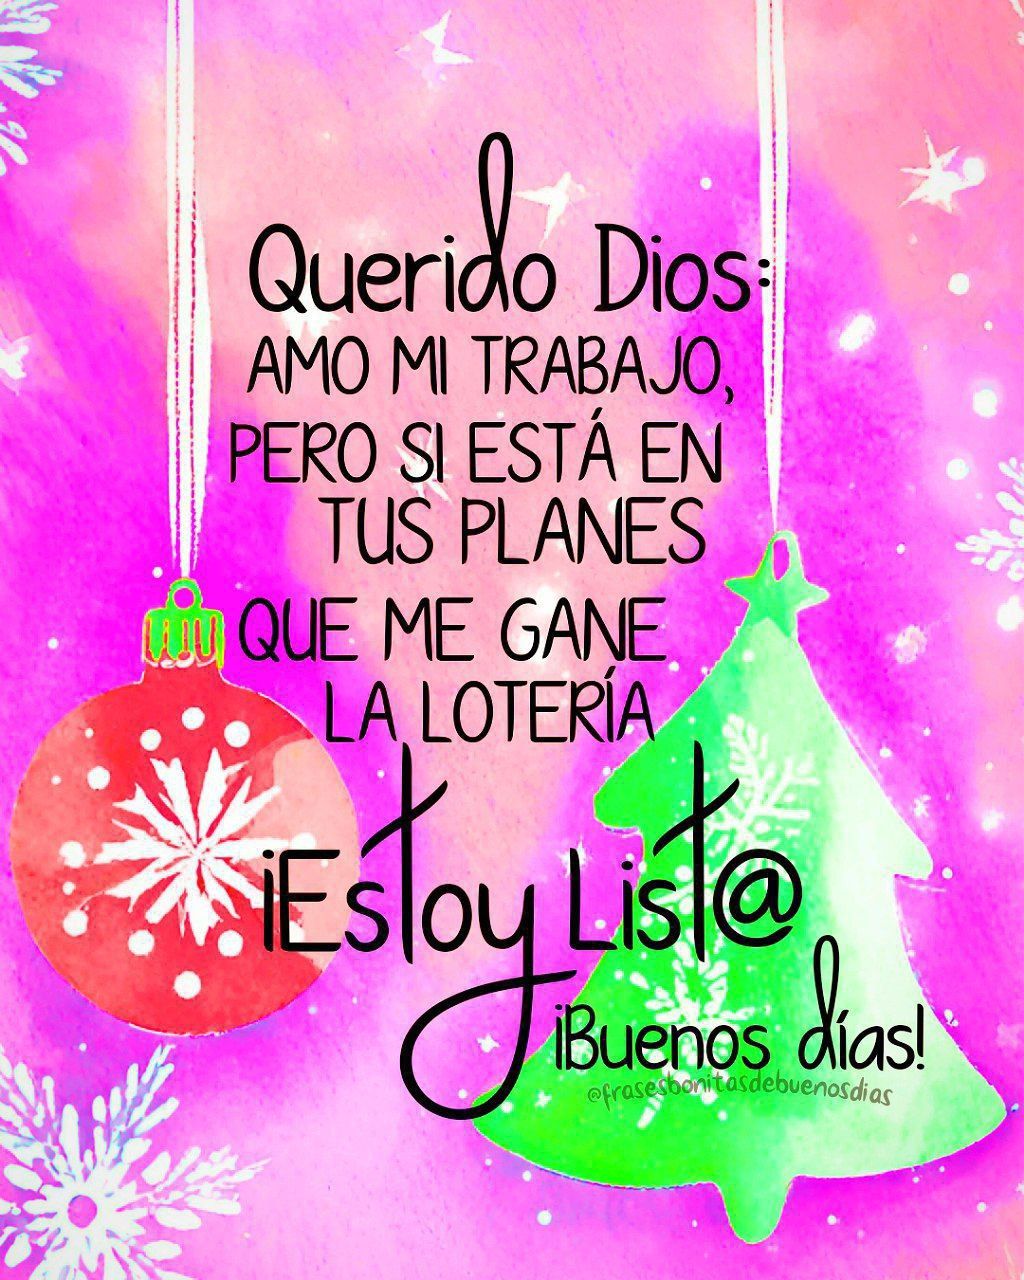 Querido Dios:
AMO MI TRABAJO,
PERO SI ESTÁ EN
TUS PLANES
QUE ME GANE
LA LOTERÍA
¡Estoy List@
¡Buenos días!
@frasesbonitasdebuenosdias